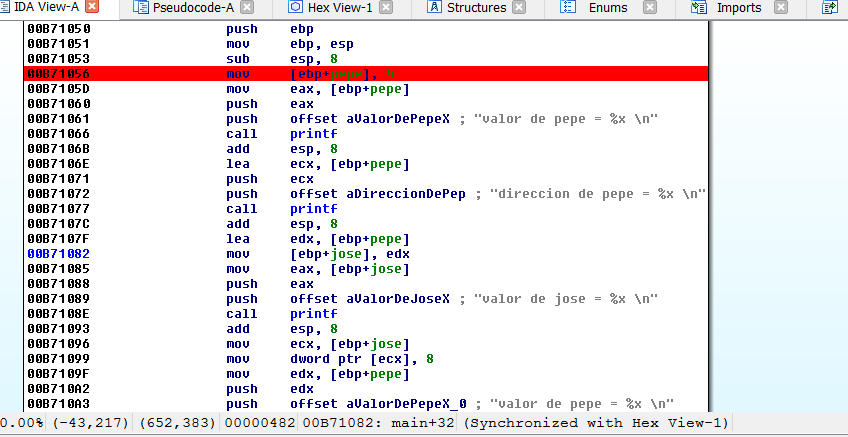 IDA View-A Pseudocode-A Hex View-1 Structures Enums Imports
00B71050 push ebp
00B71051 mov ebp, esp
00B71053 sub esp, 8
00B71056 mov [ebp+pepe],
00B7105D mov eax, [ebp+pepe]
00B71060 push eax
00B71061 push offset aValorDePepeX ; "valor de pepe = %x \n"
00B71066 call printf
00B7106B add esp, 8
00B7106E lea ecx, [ebp+pepe]
00B71071 push ecx
00B71072 push offset aDireccionDePep ; "direccion de pepe = %x \n"
00B71077 call printf
00B7107C add esp, 8
00B7107F lea edx, [ebp+pepe]
00B71082 mov [ebp+jose], edx
00B71085 mov eax, [ebp+jose]
00B71088 push eax
00B71089 push offset aValorDeJoseX ; "valor de jose = %x \n"
00B7108E call printf
00B71093 add esp, 8
00B71096 mov ecx, [ebp+jose]
00B71099 mov dword ptr [ecx], 8
00B7109F mov edx, [ebp+pepe]
00B710A2 push edx
00B710A3 push offset aValorDePepeX_0 ; "valor de pepe = %x \n"
0.00% (-43,217) (652,383) 00000482 00B71082: main+32 (Synchronized with Hex View-1)